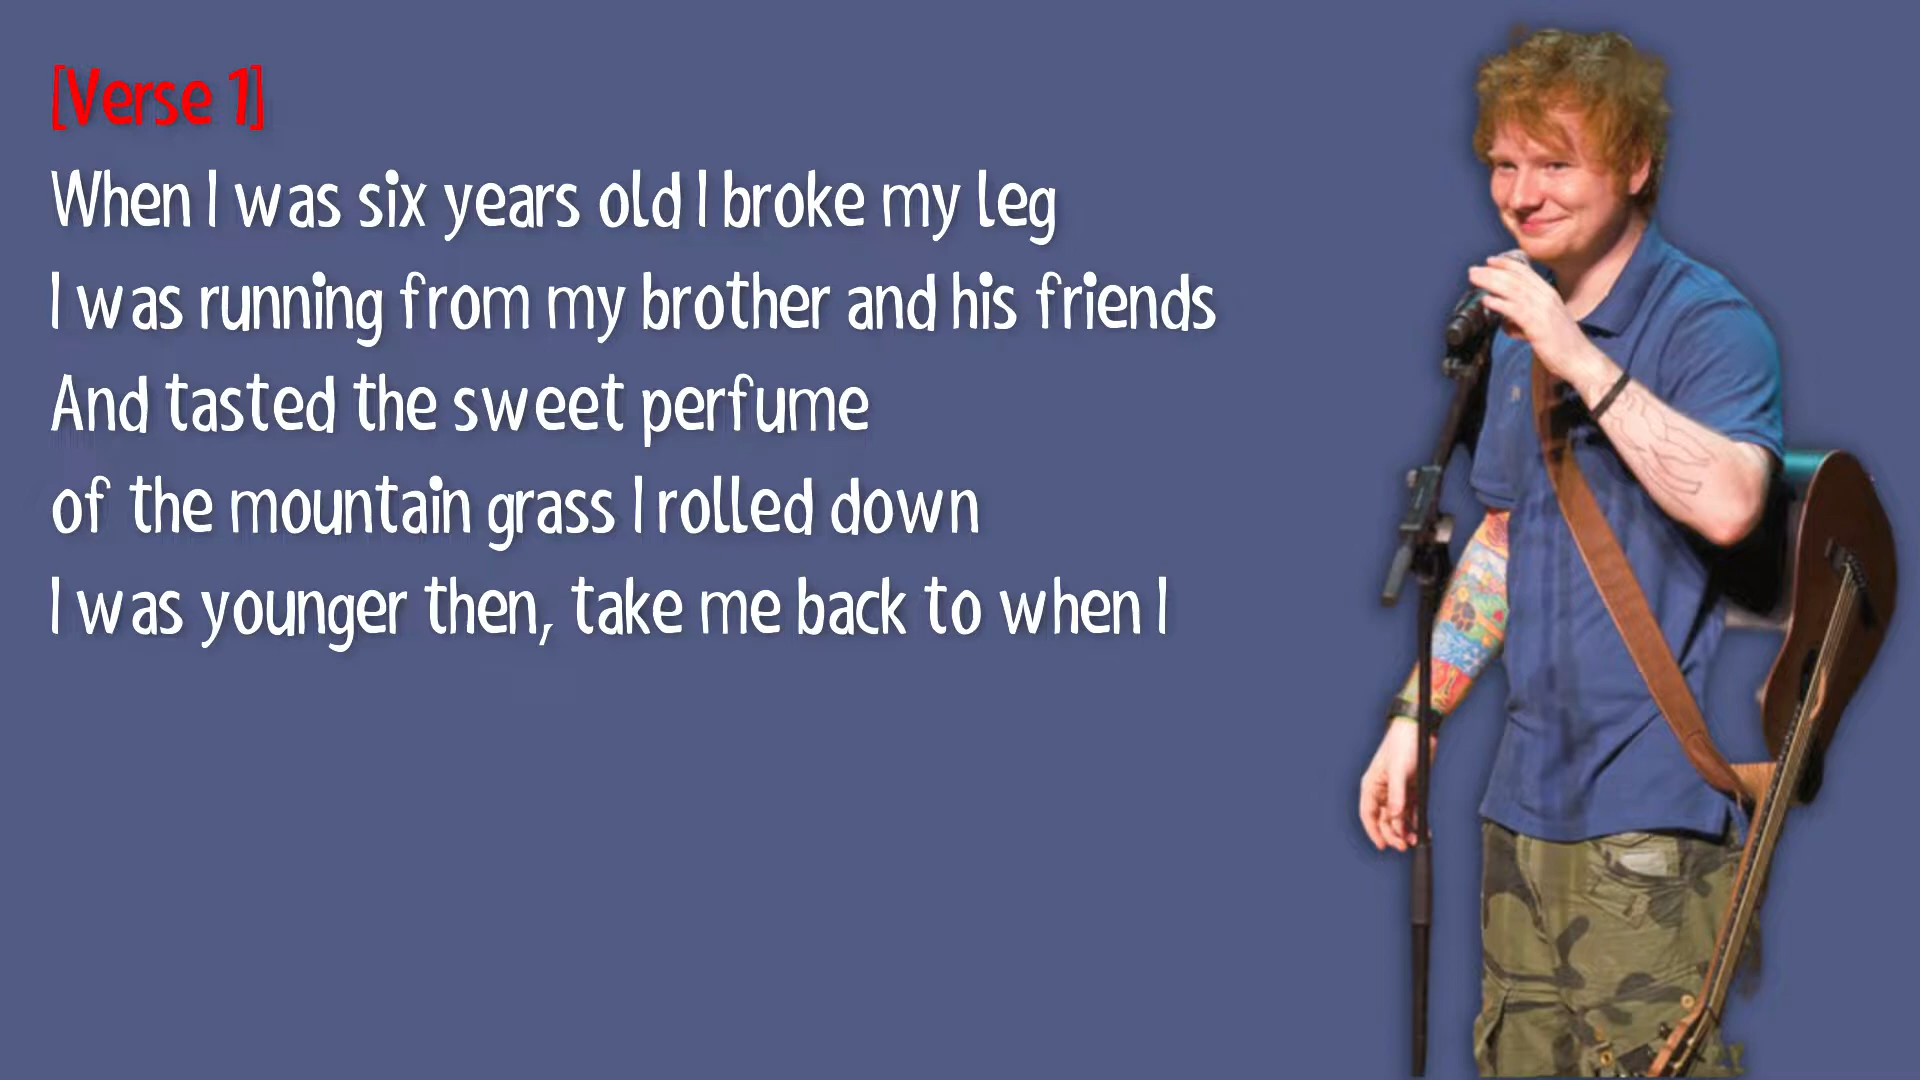 [Verse 1]
When I was six years old I broke my leg
I was running from my brother and his friends
And tasted the sweet perfume
of the mountain grass I rolled down
I was younger then, take me back to when I